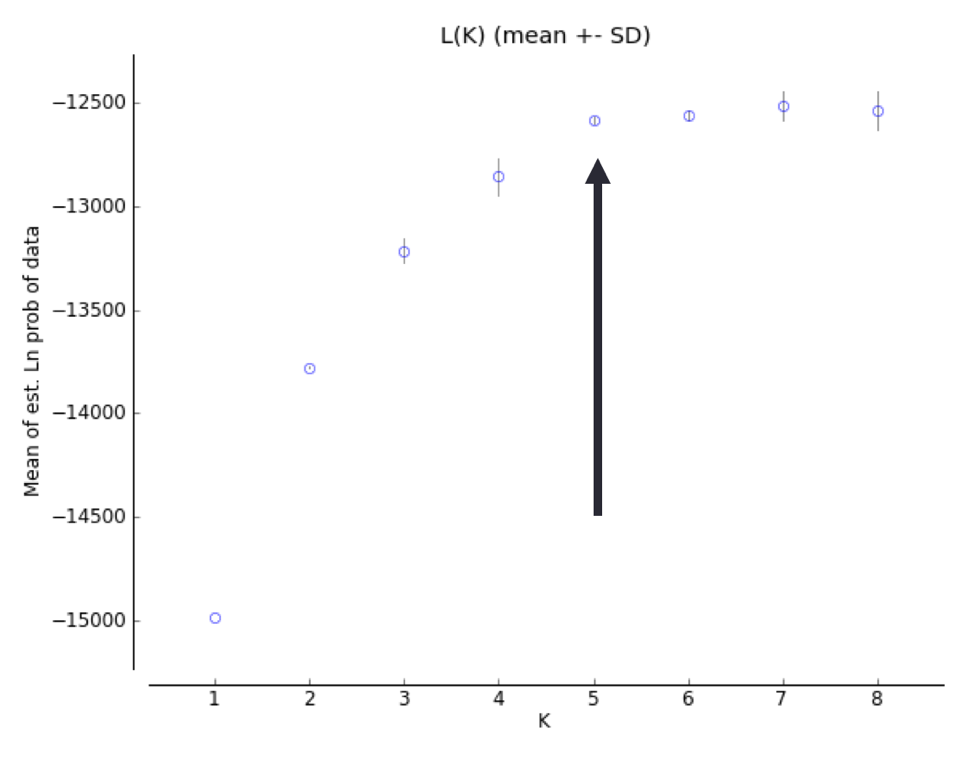 L(K) (mean +- SD)
Mean of est. Ln prob of data
−12500
−13000
−13500
−14000
−14500
−15000
1 2 3 4 5 6 7 8
K